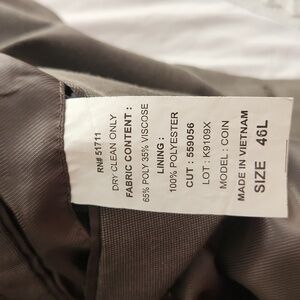 RN# 51711
DRY CLEAN ONLY
FABRIC CONTENT :
65% POLY 35% VISCOSE
LINING :
100% POLYESTER
CUT : 559056
LOT : K9109X
MODEL : COIN
MADE IN VIETNAM
SIZE 46L